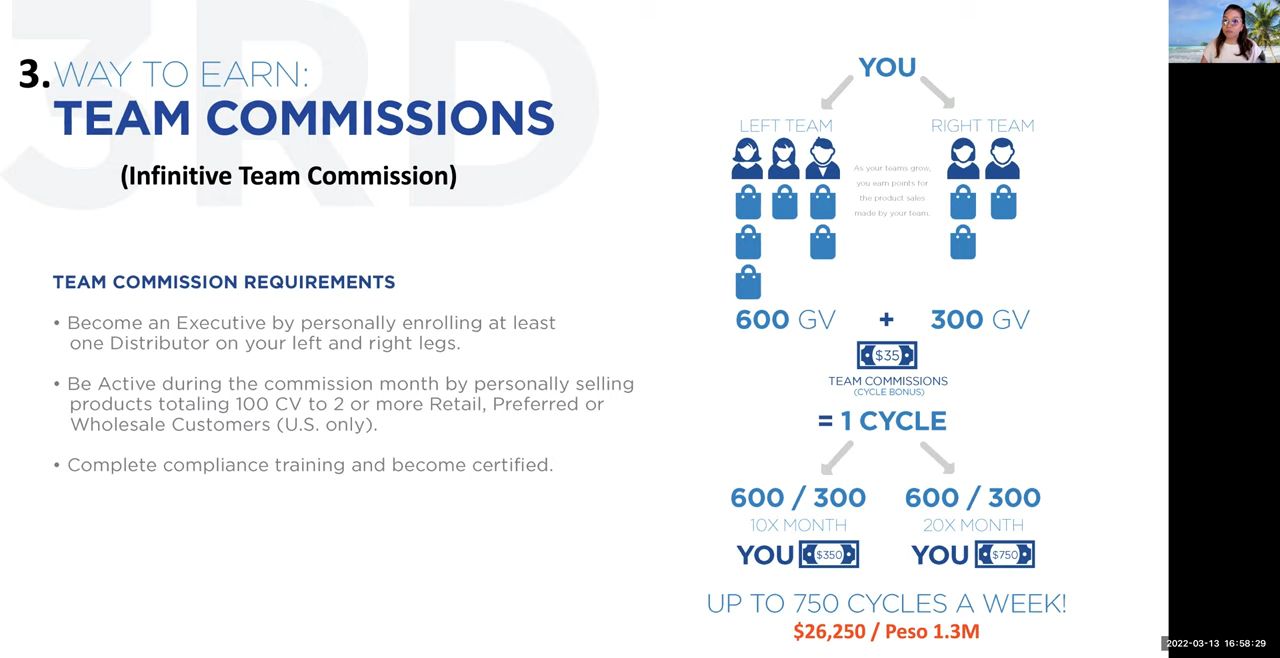 3RD
3. WAY TO EARN:
TEAM COMMISSIONS
(Infinitive Team Commission)
TEAM COMMISSION REQUIREMENTS
• Become an Executive by personally enrolling at least
one Distributor on your left and right legs.
• Be Active during the commission month by personally selling
products totaling 100 CV to 2 or more Retail, Preferred or
Wholesale Customers (U.S. only).
• Complete compliance training and become certified.
YOU
LEFT TEAM RIGHT TEAM
As your teams grow,
you earn points for
the product sales
made by your team.
600 GV + 300 GV
$35
TEAM COMMISSIONS
(CYCLE BONUS)
= 1 CYCLE
600 / 300 600 / 300
10X MONTH 20X MONTH
YOU $350 YOU $750
UP TO 750 CYCLES A WEEK!
$26,250 / Peso 1.3M
2022-03-13 16:58:29